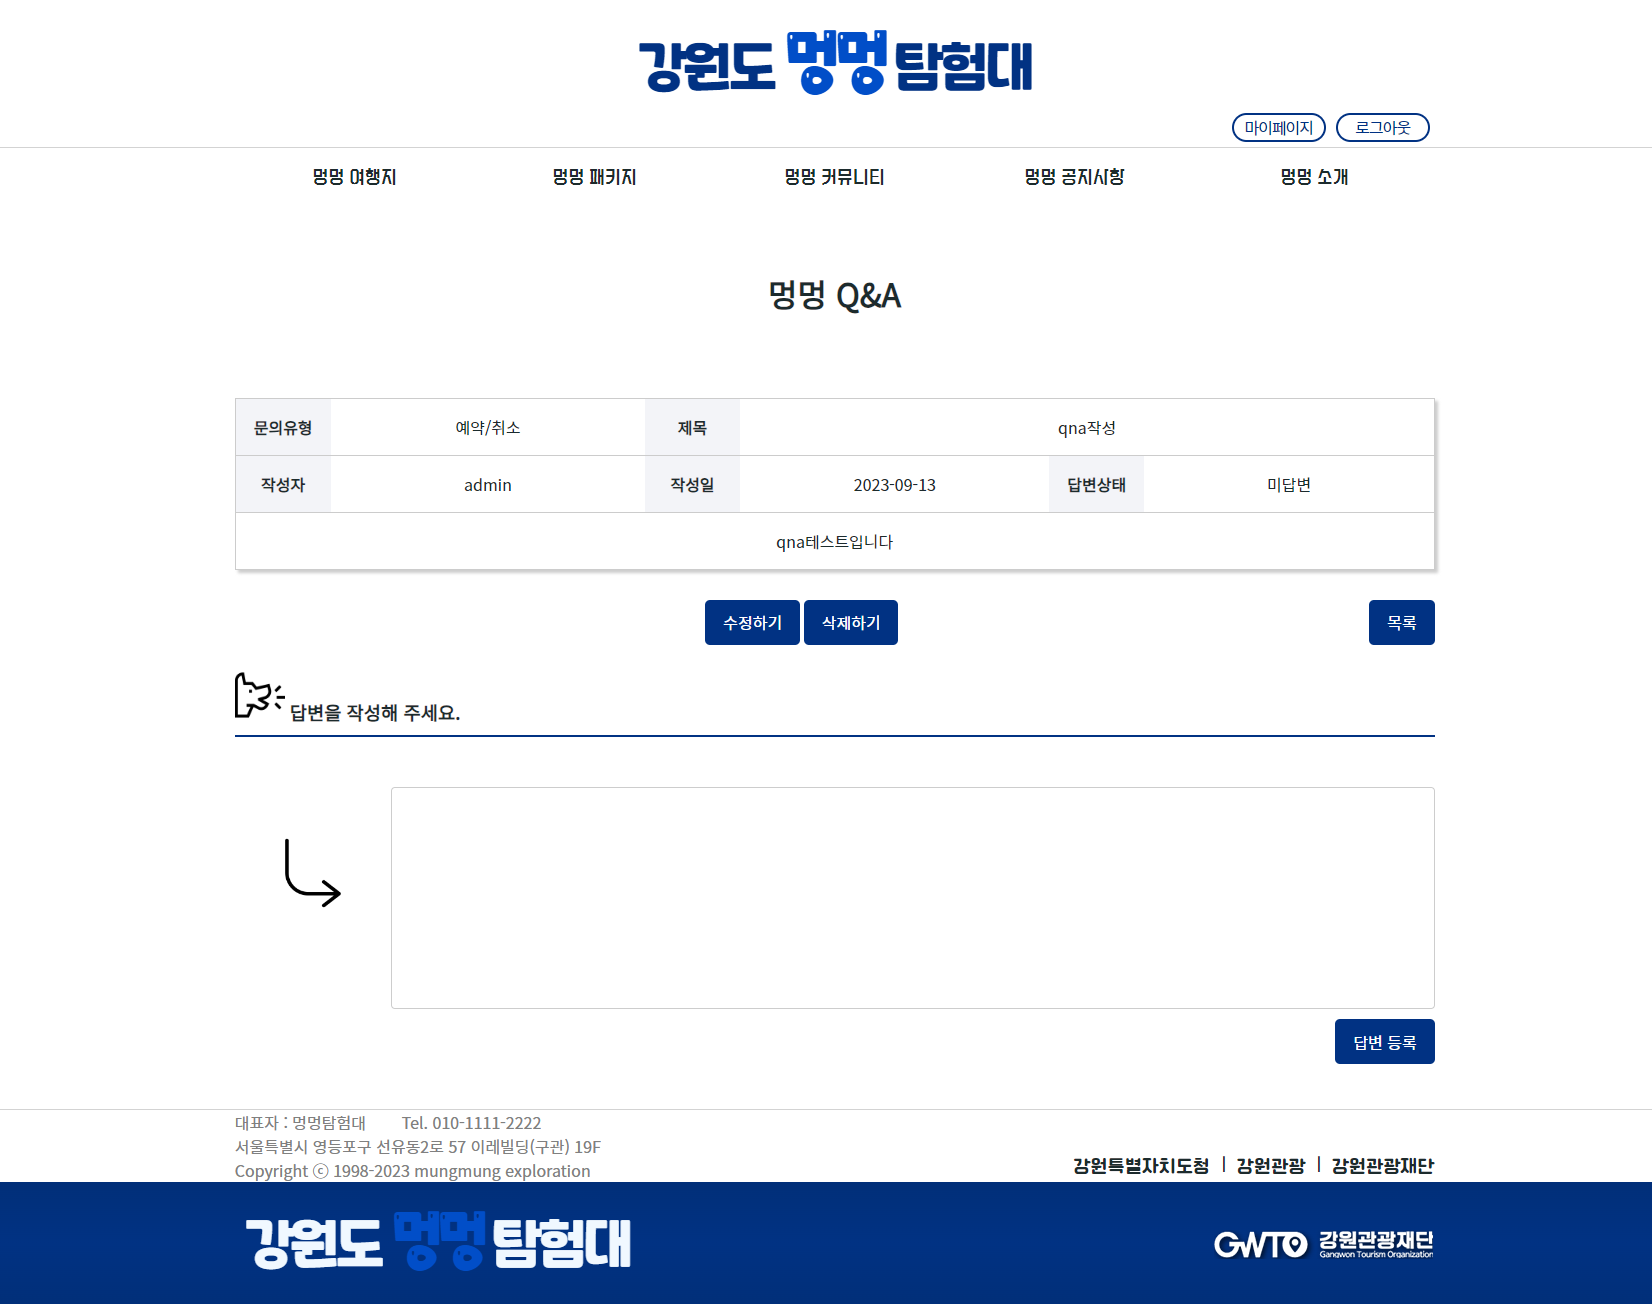 강원도 멍멍 탐험대
마이페이지 로그아웃
멍멍 여행지 멍멍 패키지 멍멍 커뮤니티 멍멍 공지사항 멍멍 소개
멍멍 Q&A
문의유형 예약/취소 제목 qna작성
작성자 admin 작성일 2023-09-13 답변상태 미답변
qna테스트입니다
수정하기 삭제하기 목록
답변을 작성해 주세요.
답변 등록
대표자 : 멍멍탐험대 Tel. 010-1111-2222
서울특별시 영등포구 선유동2로 57 이레빌딩(구관) 19F
Copyright ⓒ 1998-2023 mungmung exploration
강원특별자치도청 | 강원관광 | 강원관광재단
강원도 멍멍 탐험대
GWTO 강원관광재단
Gangwon Tourism Organization